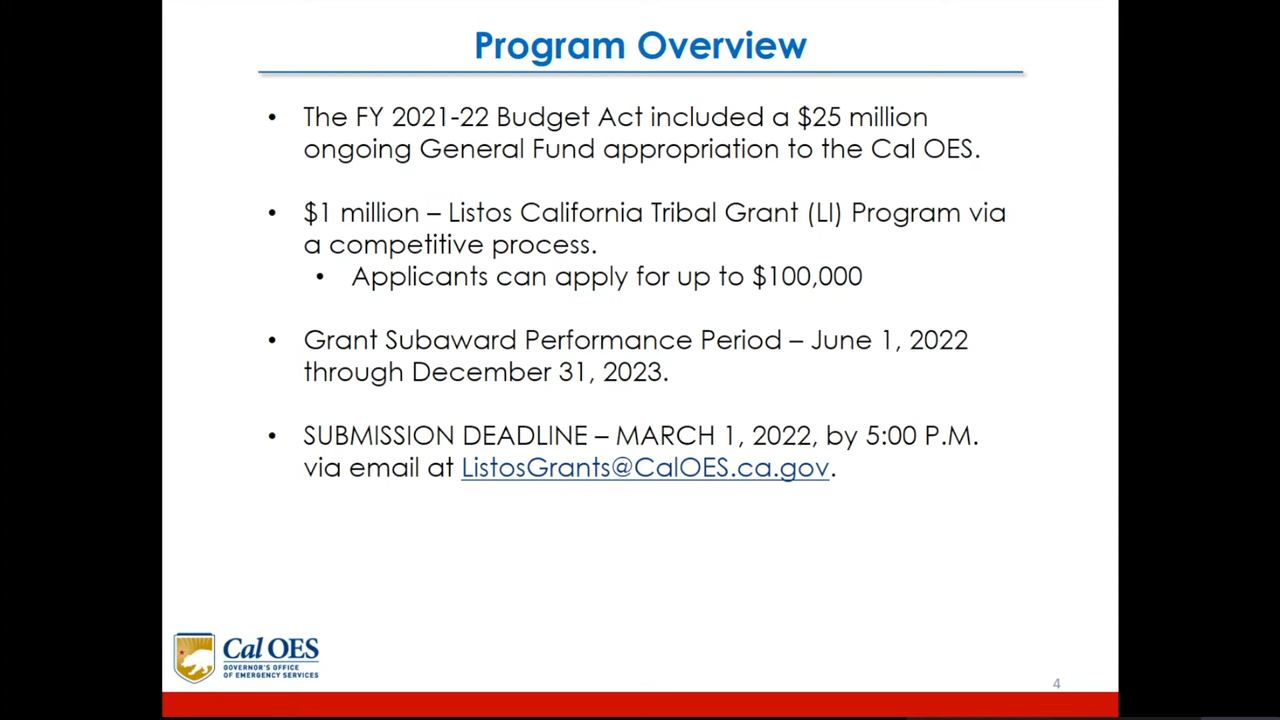 Program Overview
• The FY 2021-22 Budget Act included a $25 million
ongoing General Fund appropriation to the Cal OES.
• $1 million – Listos California Tribal Grant (LI) Program via
a competitive process.
• Applicants can apply for up to $100,000
• Grant Subaward Performance Period – June 1, 2022
through December 31, 2023.
• SUBMISSION DEADLINE – MARCH 1, 2022, by 5:00 P.M.
via email at ListosGrants@CalOES.ca.gov.
Cal OES
GOVERNOR'S OFFICE
OF EMERGENCY SERVICES
4